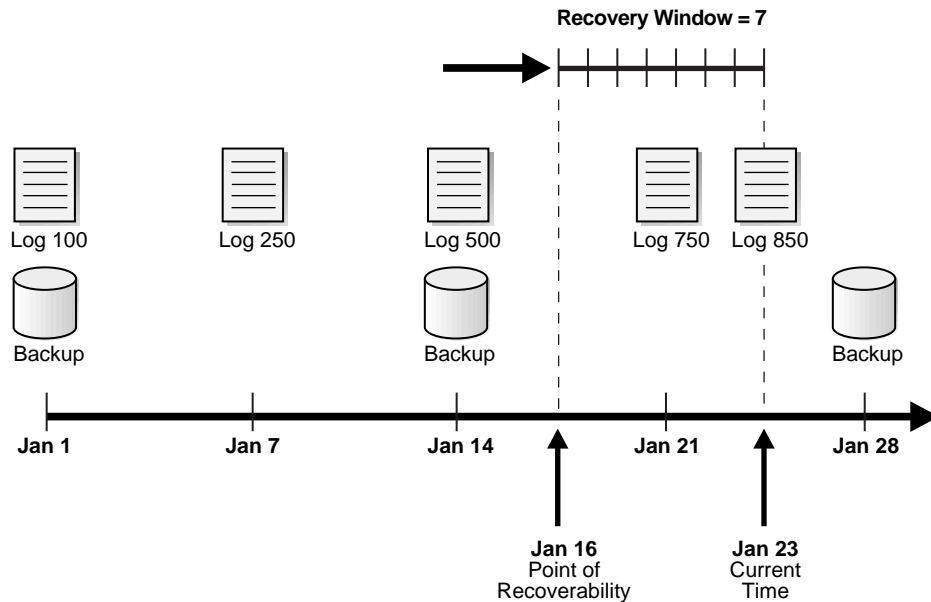 Recovery Window = 7
Log 100
Log 250
Log 500
Log 750
Log 850
Backup
Backup
Backup
Jan 1
Jan 7
Jan 14
Jan 21
Jan 28
Jan 16
Point of
Recoverability
Jan 23
Current
Time